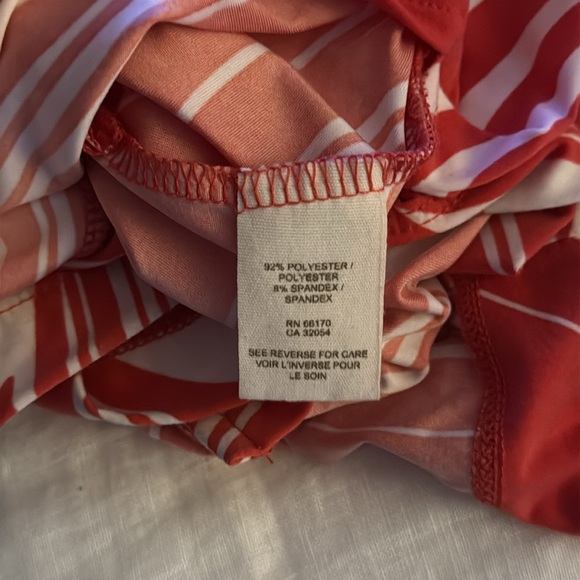 92% POLYESTER /
POLYESTER
8% SPANDEX /
SPANDEX
RN 66170
CA 32054
SEE REVERSE FOR CARE
VOIR L'INVERSE POUR
LE SOIN